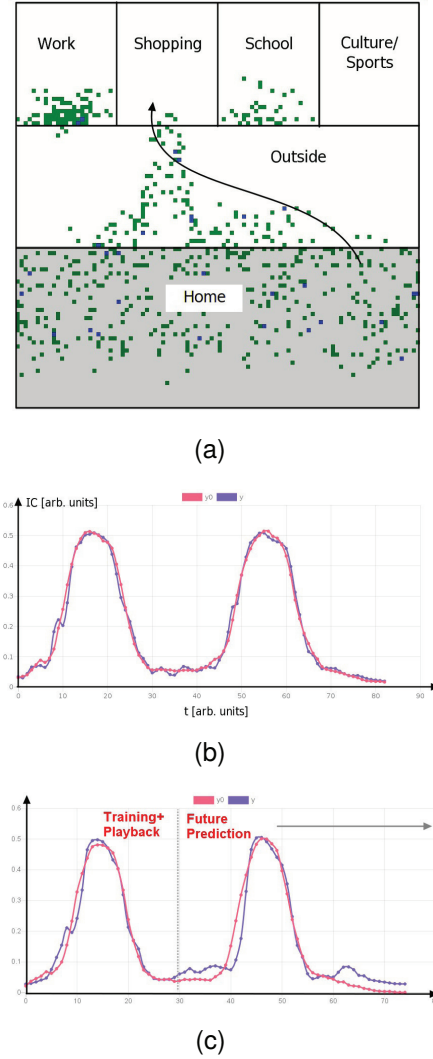 Work
Shopping
School
Culture/
Sports
Outside
Home
(a)
IC [arb. units]
y0 y
0.6
0.5
0.4
0.3
0.2
0.1
0
0 10 20 30 40 50 60 70 80 90
t [arb. units]
(b)
y0 y
0.6
0.5
0.4
0.3
0.2
0.1
0
Training+
Playback
Future
Prediction
0 10 20 30 40 50 60 70
(c)